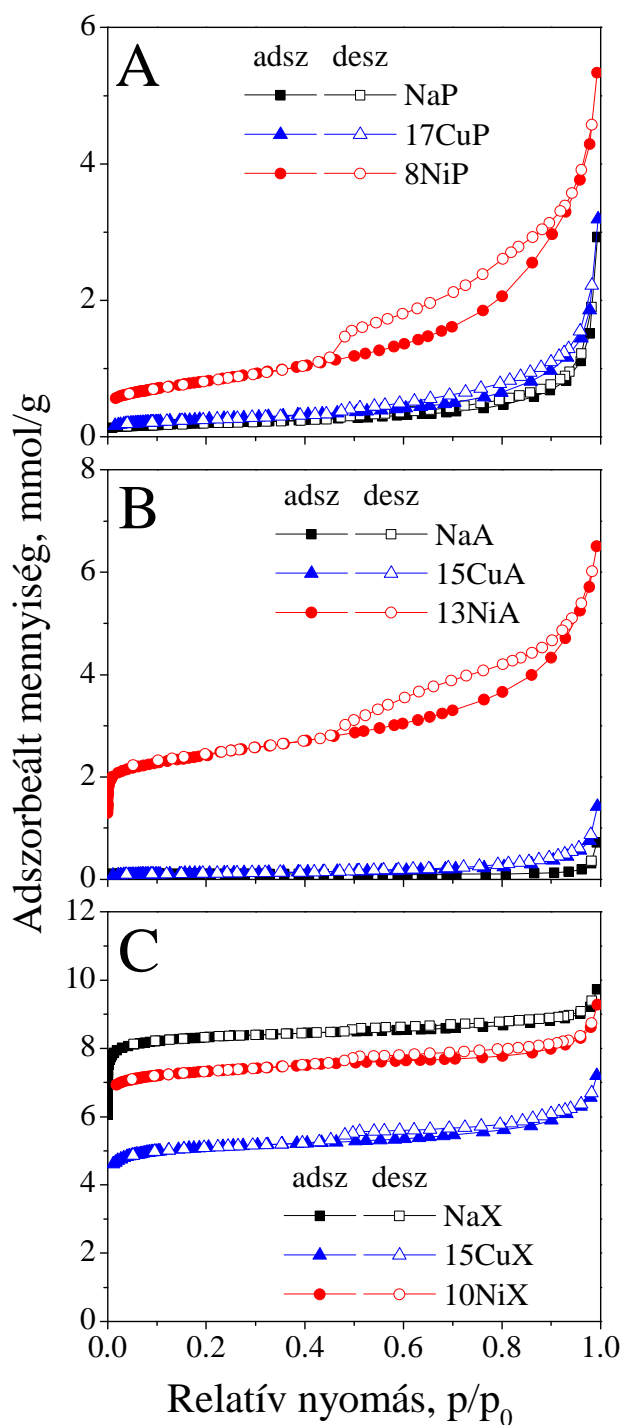 Adszorbeált mennyiség, mmol/g
6
4
2
0
A
adsz desz
NaP
17CuP
8NiP
8
6
4
2
0
B
adsz desz
NaA
15CuA
13NiA
12
10
8
6
4
2
0
C
adsz desz
NaX
15CuX
10NiX
0.0 0.2 0.4 0.6 0.8 1.0
Relatív nyomás, p/p₀